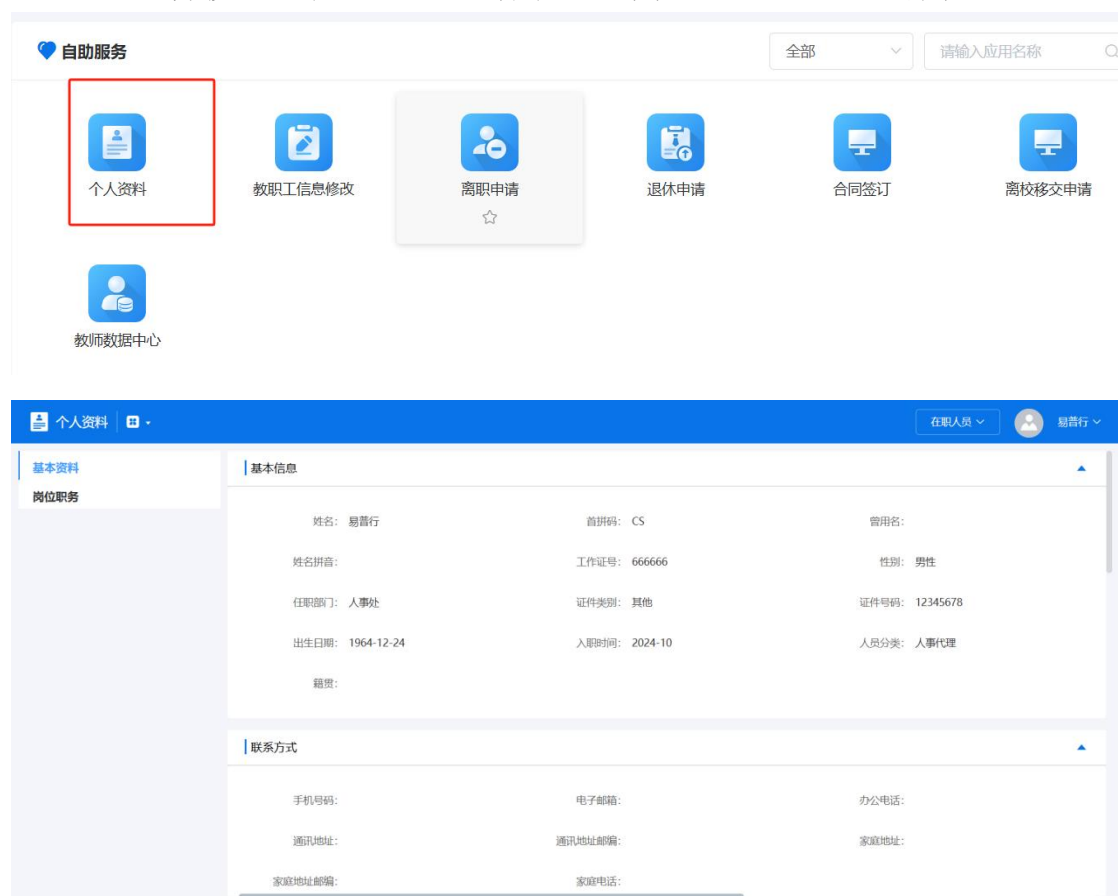 自助服务
全部
请输入应用名称
个人资料 教职工信息修改 离职申请 退休申请 合同签订 离校移交申请
教师数据中心
个人资料 在职人员 易普行
基本资料
岗位职务
基本信息
姓名： 易普行 首拼码： CS 曾用名：
姓名拼音： 工作证号： 666666 性别： 男性
任职部门： 人事处 证件类别： 其他 证件号码： 12345678
出生日期： 1964-12-24 入职时间： 2024-10 人员分类： 人事代理
籍贯：
联系方式
手机号码： 电子邮箱： 办公电话：
通讯地址： 通讯地址邮编： 家庭地址：
家庭地址邮编： 家庭电话：